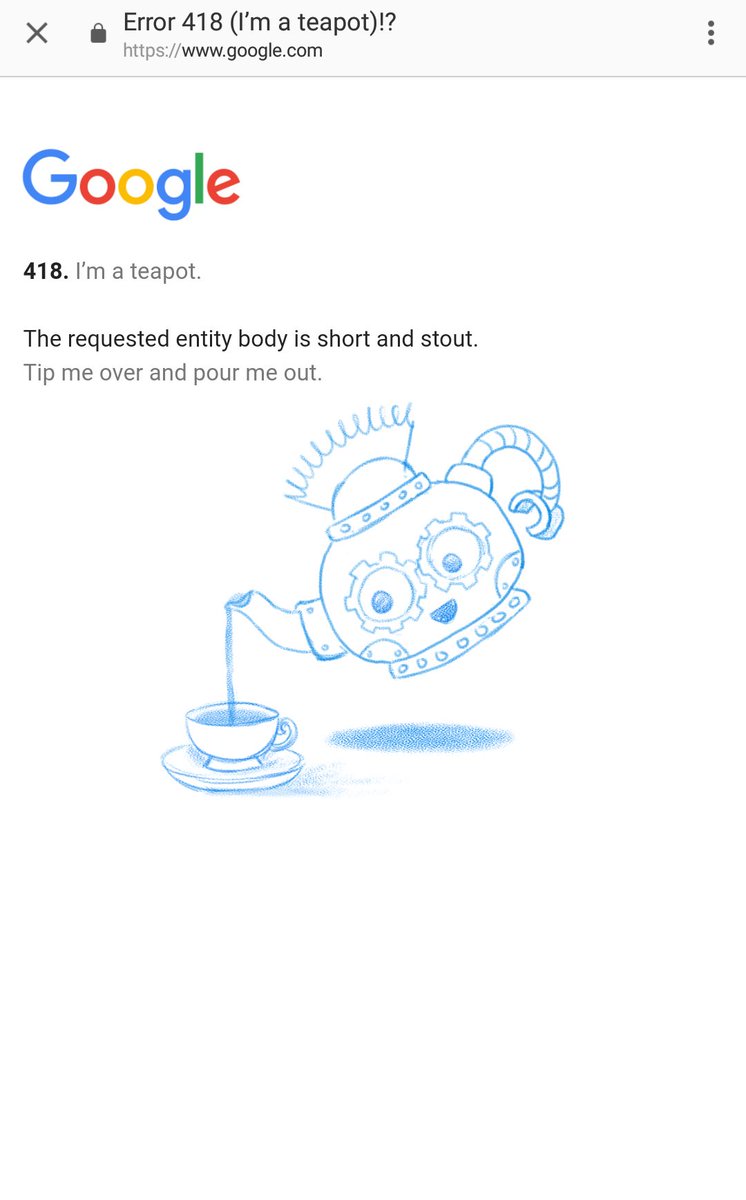 Error 418 (I’m a teapot)!?
https://www.google.com
Google
418. I’m a teapot.
The requested entity body is short and stout.
Tip me over and pour me out.